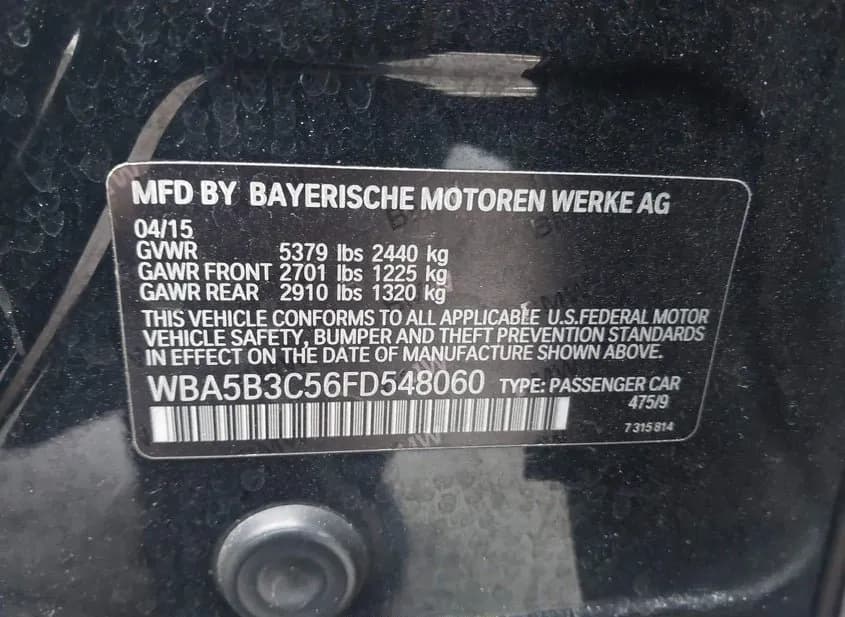 MFD BY BAYERISCHE MOTOREN WERKE AG
04/15
GVWR 5379 lbs 2440 kg
GAWR FRONT 2701 lbs 1225 kg
GAWR REAR 2910 lbs 1320 kg
THIS VEHICLE CONFORMS TO ALL APPLICABLE U.S.FEDERAL MOTOR
VEHICLE SAFETY, BUMPER AND THEFT PREVENTION STANDARDS
IN EFFECT ON THE DATE OF MANUFACTURE SHOWN ABOVE.
WBA5B3C56FD548060 TYPE: PASSENGER CAR
475/9
7 315 814